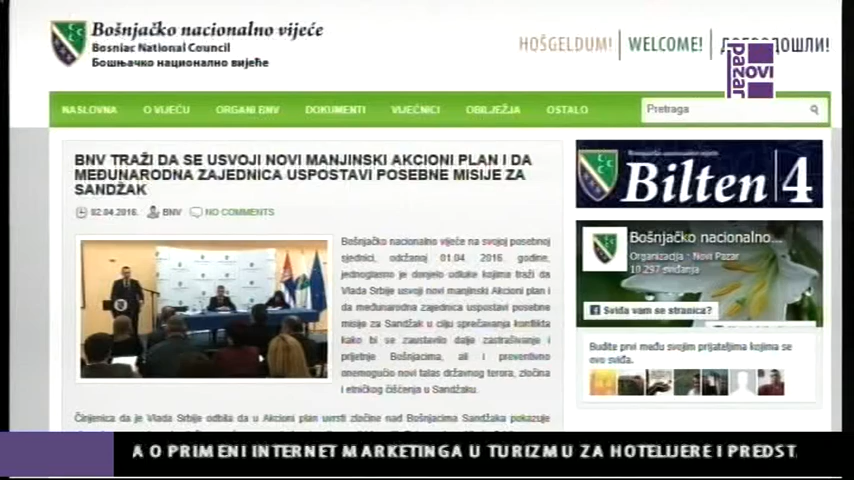 Bošnjačko nacionalno vijeće
Bosniac National Council
Бошњачко национално вијеће
HOŠGELDUM!
WELCOME!
ДОБРОДОШЛИ!
NOVI
pazar
NASLOVNA O VIJEĆU ORGANI BNV DOKUMENTI VIJEĆNICI OBILJEŽJA OSTALO
Pretraga
BNV TRAŽI DA SE USVOJI NOVI MANJINSKI AKCIONI PLAN I DA
MEĐUNARODNA ZAJEDNICA USPOSTAVI POSEBNE MISIJE ZA
SANDŽAK
02.04.2016. BNV NO COMMENTS
Bošnjačko nacionalno vijeće na svojoj posebnoj
sjednici, održanoj 01.04. 2016. godine,
jednoglasno je donjelo odluke kojima traži da
Vlada Srbije usvoji novi manjinski Akcioni plan i
da međunarodna zajednica uspostavi posebne
misije za Sandžak u cilju sprečavanja konflikta
kako bi se zaustavilo dalje zastrašivanje i
prijetnje Bošnjacima, ali i preventivno
onemogućio novi talas državnog terora, zločina
i etničkog čišćenja u Sandžaku.
Činjenica da je Vlada Srbije odbila da u Akcioni plan uvrsti zločine nad Bošnjacima Sandžaka pokazuje
Bilten 4
Bošnjačko nacionalno...
Organizacija · Novi Pazar
10 297 sviđanja
Sviđa vam se stranica?
Budite prvi među svojim prijateljima kojima se
ovo sviđa.
A O PRIMENI INTERNET MARKETINGA U TURIZMU ZA HOTELIJERE I PREDST